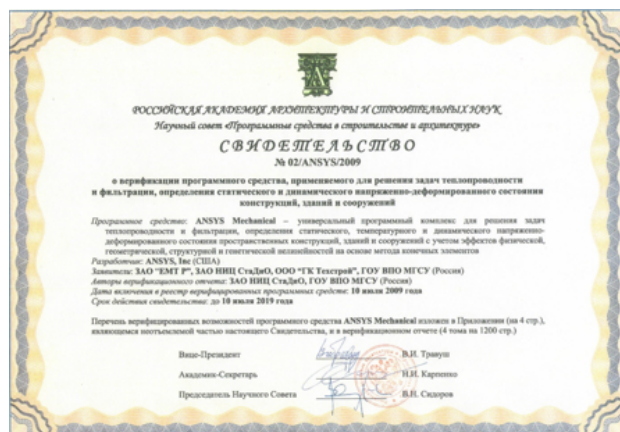 РОССИЙСКАЯ АКАДЕМИЯ АРХИТЕКТУРЫ И СТРОИТЕЛЬНЫХ НАУК
Научный совет «Программные средства в строительстве и архитектуре»
СВИДЕТЕЛЬСТВО
№ 02/ANSYS/2009
о верификации программного средства, применяемого для решения задач теплопроводности
и фильтрации, определения статического и динамического напряженно-деформированного состояния
конструкций, зданий и сооружений
Программное средство: ANSYS Mechanical – универсальный программный комплекс для решения задач
теплопроводности и фильтрации, определения статического, температурного и динамического напряженно-
деформированного состояния пространственных конструкций, зданий и сооружений с учетом эффектов физической,
геометрической, структурной и генетической нелинейностей на основе метода конечных элементов
Разработчик: ANSYS, Inc (США)
Заявители: ЗАО "ЕМТ Р", ЗАО НИЦ СтаДиО, ООО "ГК Техстрой", ГОУ ВПО МГСУ (Россия)
Авторы верификационного отчета: ЗАО НИЦ СтаДиО, ГОУ ВПО МГСУ (Россия)
Дата включения в реестр верифицированных программных средств: 10 июля 2009 года
Срок действия свидетельства: до 10 июля 2019 года
Перечень верифицированных возможностей программного средства ANSYS Mechanical изложен в Приложении (на 4 стр.),
являющемся неотъемлемой частью настоящего Свидетельства, и в верификационном отчете (4 тома на 1200 стр.)
Вице-Президент В.И. Травуш
Академик-Секретарь Н.И. Карпенко
Председатель Научного Совета В.Н. Сидоров